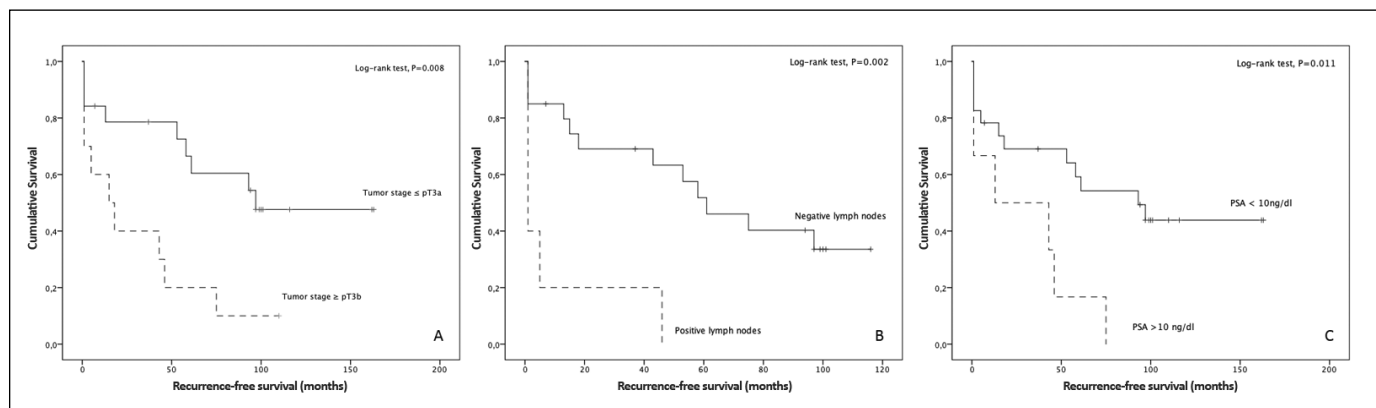 Log-rank test, P=0.008
Cumulative Survival
1,0
0,8
0,6
0,4
0,2
0,0
Tumor stage ≤ pT3a
Tumor stage ≥ pT3b
A
0
50
100
150
200
Recurrence-free survival (months)
Log-rank test, P=0.002
Cumulative Survival
1,0
0,8
0,6
0,4
0,2
0,0
Negative lymph nodes
Positive lymph nodes
B
0
20
40
60
80
100
120
Recurrence-free survival (months)
Log-rank test, P=0.011
Cumulative Survival
1,0
0,8
0,6
0,4
0,2
0,0
PSA < 10ng/dl
PSA >10 ng/dl
C
0
50
100
150
200
Recurrence-free survival (months)